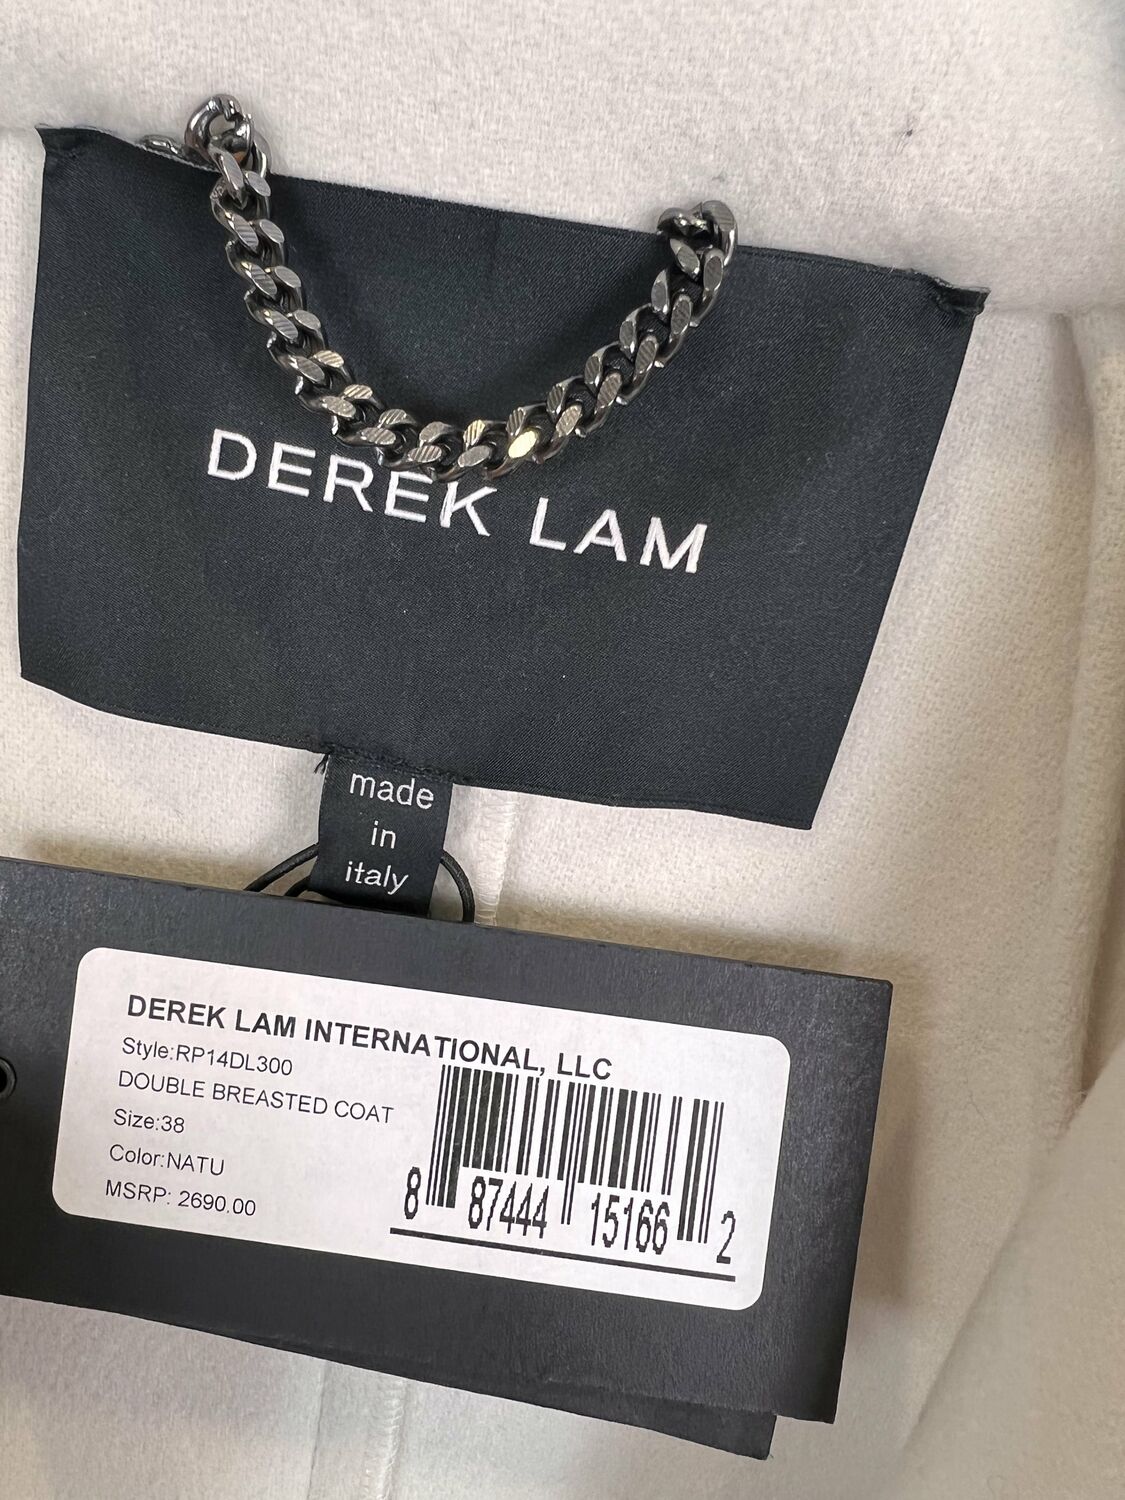 DEREK LAM
made
in
italy
DEREK LAM INTERNATIONAL, LLC
Style:RP14DL300
DOUBLE BREASTED COAT
Size:38
Color:NATU
MSRP: 2690.00
8 87444 15166 2